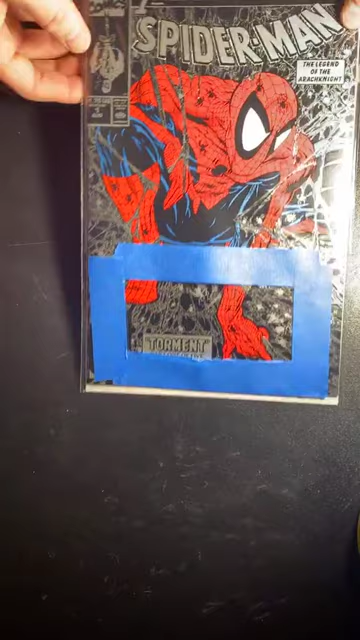 SPIDER-MAN
THE LEGEND
OF THE
ARACHKNIGHT
TORMENT